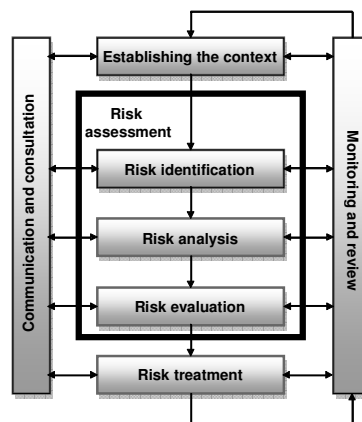 Establishing the context
Risk
assessment
Risk identification
Risk analysis
Risk evaluation
Risk treatment
Communication and consultation
Monitoring and review